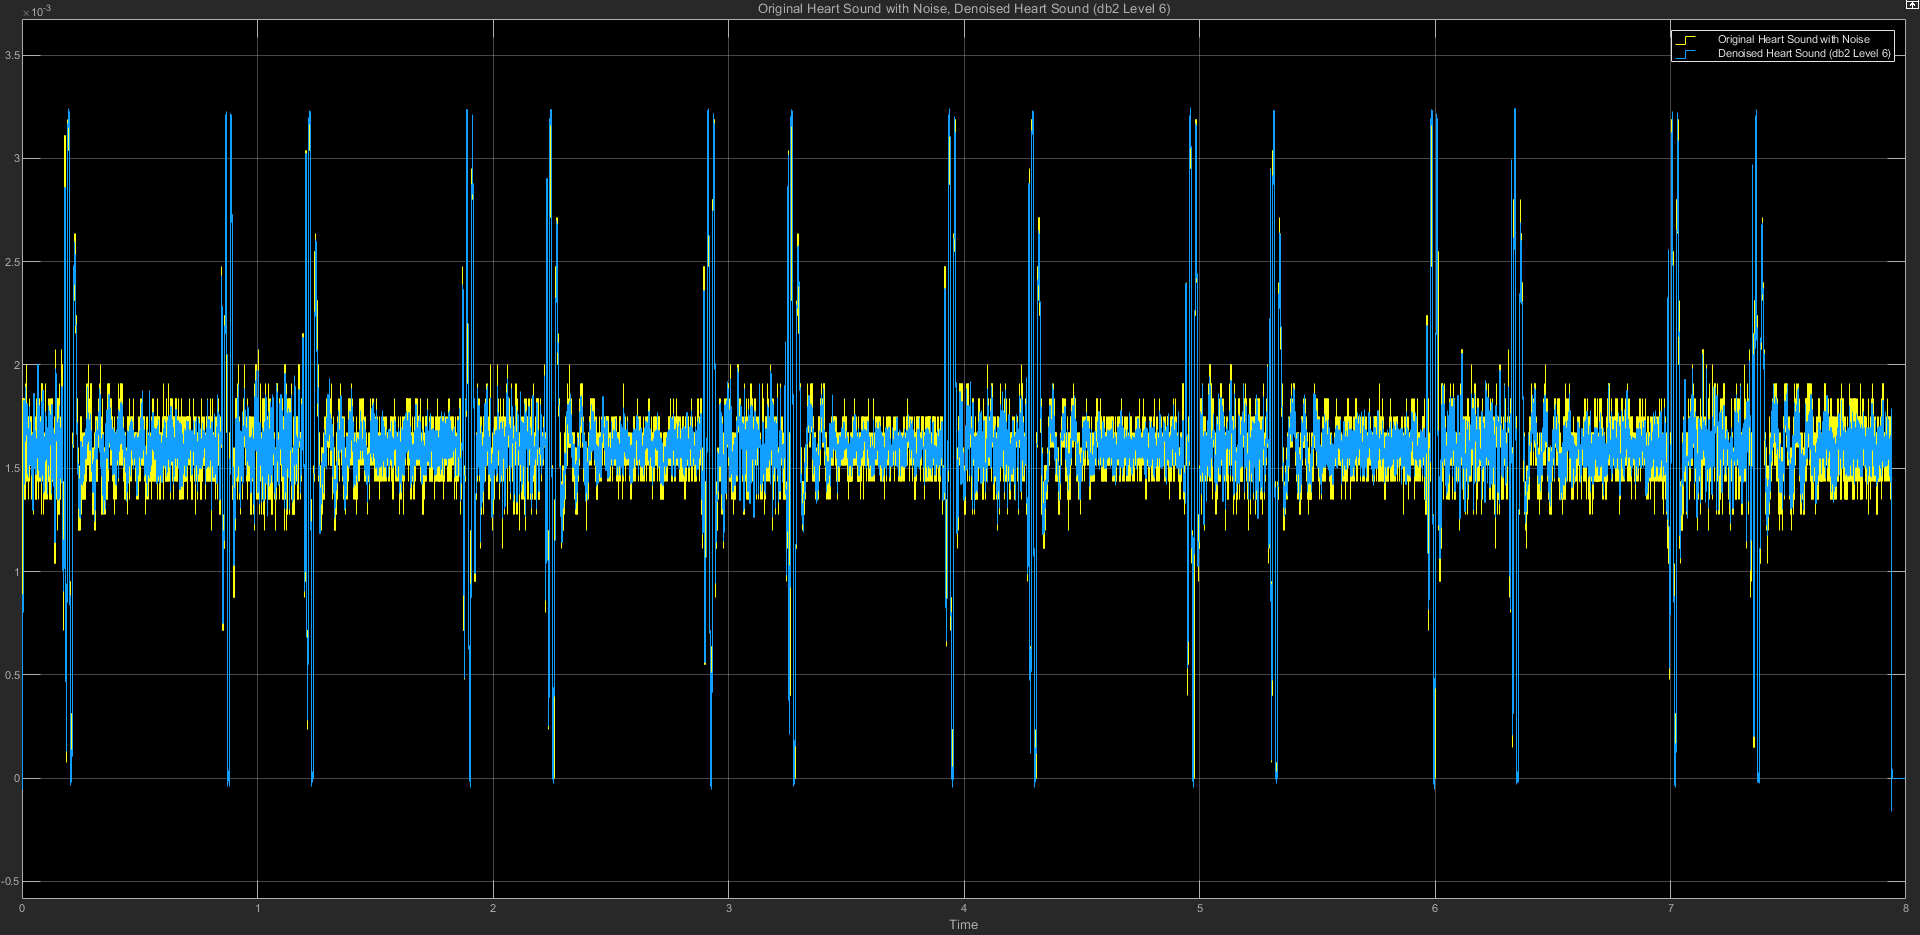 Original Heart Sound with Noise, Denoised Heart Sound (db2 Level 6)
×10⁻³
Original Heart Sound with Noise
Denoised Heart Sound (db2 Level 6)
3.5
3
2.5
2
1.5
1
0.5
0
-0.5
0 1 2 3 4 5 6 7 8
Time